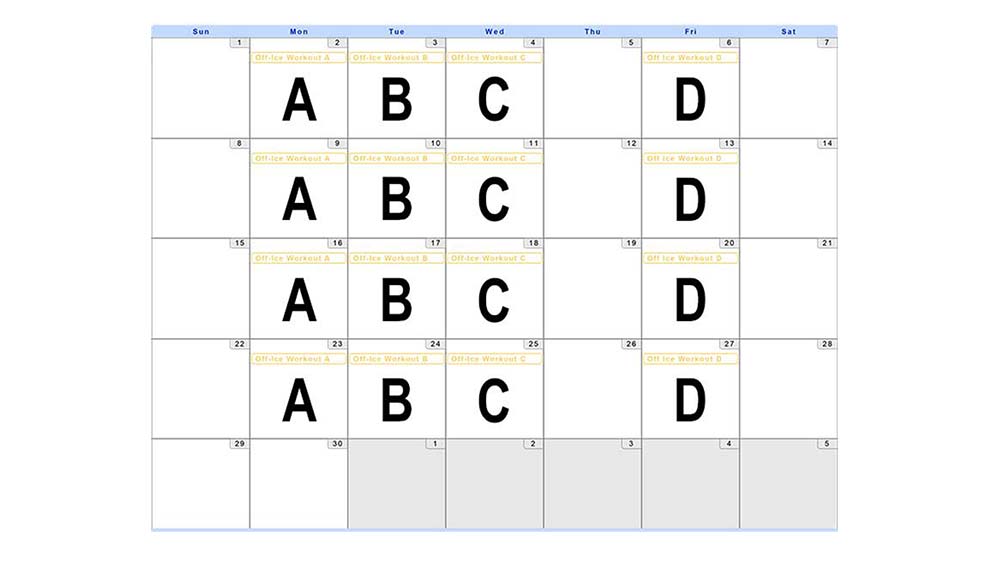 Sun Mon Tue Wed Thu Fri Sat
1 2 3 4 5 6 7
Off-Ice Workout A Off-Ice Workout B Off-Ice Workout C Off Ice Workout D
A B C D
8 9 10 11 12 13 14
Off-Ice Workout A Off-Ice Workout B Off-Ice Workout C Off Ice Workout D
A B C D
15 16 17 18 19 20 21
Off-Ice Workout A Off-Ice Workout B Off-Ice Workout C Off Ice Workout D
A B C D
22 23 24 25 26 27 28
Off-Ice Workout A Off-Ice Workout B Off-Ice Workout C Off Ice Workout D
A B C D
29 30 1 2 3 4 5